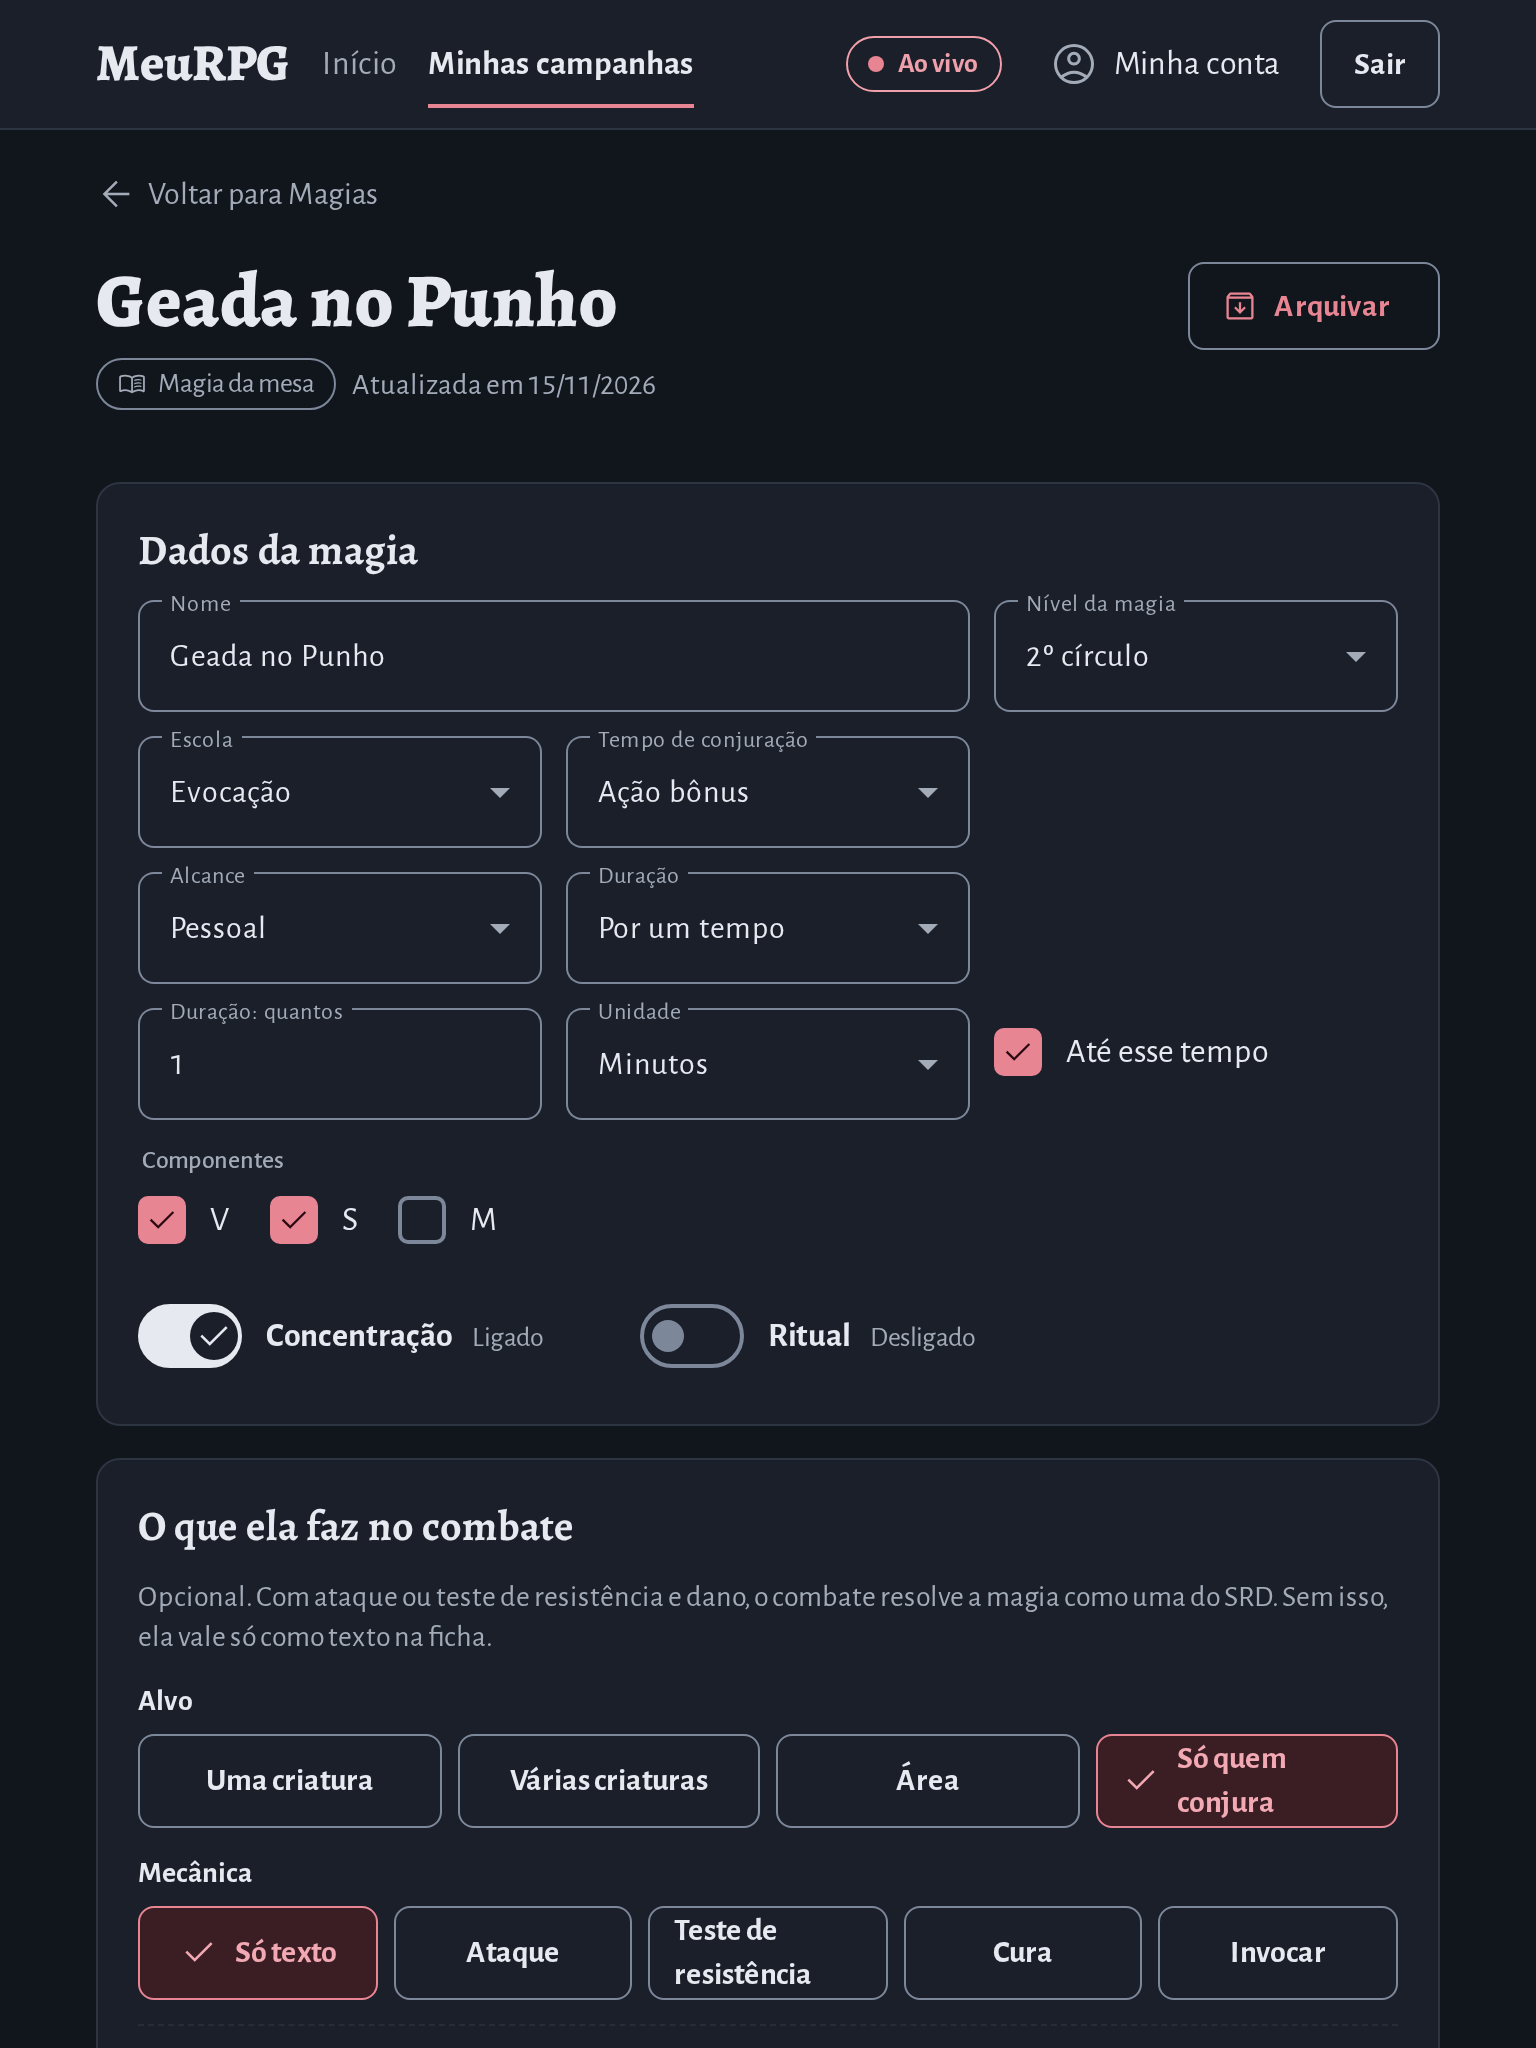 MeuRPG Início Minhas campanhas Ao vivo Minha conta Sair
Voltar para Magias
Geada no Punho
Arquivar
Magia da mesa Atualizada em 15/11/2026
Dados da magia
Nome
Geada no Punho
Nível da magia
2º círculo
Escola
Evocação
Tempo de conjuração
Ação bônus
Alcance
Pessoal
Duração
Por um tempo
Duração: quantos
1
Unidade
Minutos
Até esse tempo
Componentes
V S M
Concentração Ligado Ritual Desligado
O que ela faz no combate
Opcional. Com ataque ou teste de resistência e dano, o combate resolve a magia como uma do SRD. Sem isso,
ela vale só como texto na ficha.
Alvo
Uma criatura
Várias criaturas
Área
Só quem
conjura
Mecânica
Só texto
Ataque
Teste de
resistência
Cura
Invocar